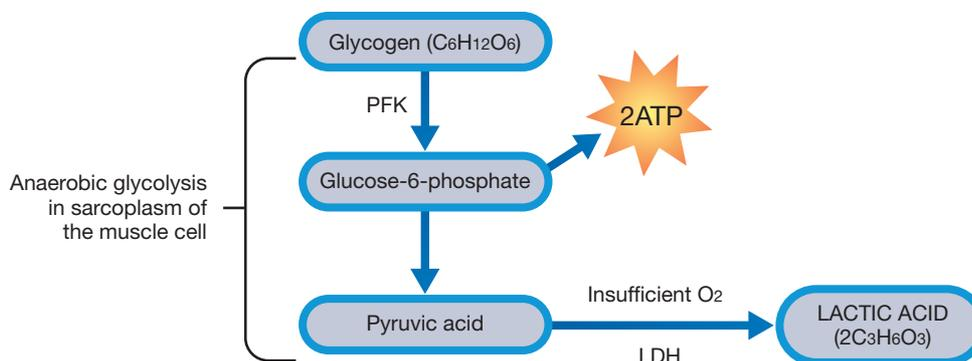 Glycogen (C6H12O6)
PFK
2ATP
Glucose-6-phosphate
Anaerobic glycolysis
in sarcoplasm of
the muscle cell
Insufficient O2
Pyruvic acid
LACTIC ACID
(2C3H6O3)
LDH